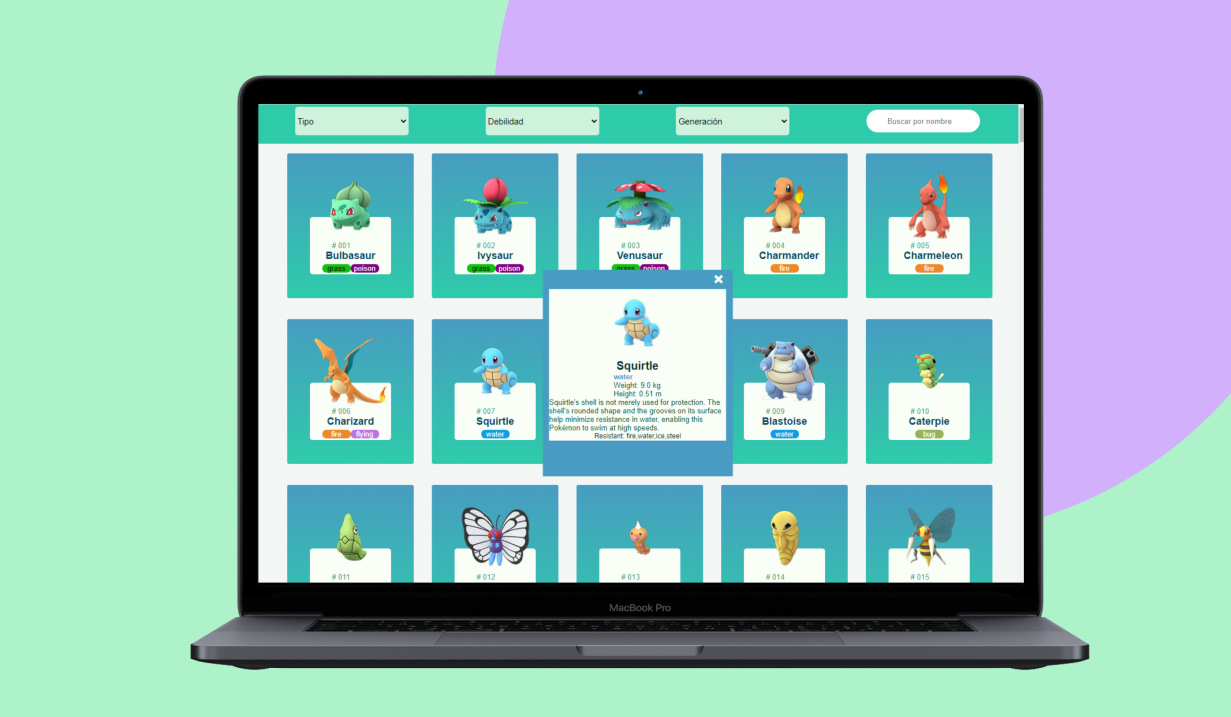 Tipo
Debilidad
Generación
Buscar por nombre
# 001
Bulbasaur
grass poison
# 002
Ivysaur
grass poison
# 003
Venusaur
grass poison
# 004
Charmander
fire
# 005
Charmeleon
fire
Squirtle
water
Weight: 9.0 kg
Height: 0.51 m
Squirtle's shell is not merely used for protection. The
shell's rounded shape and the grooves on its surface
help minimize resistance in water, enabling this
Pokémon to swim at high speeds.
Resistant: fire,water,ice,steel
# 006
Charizard
fire flying
# 007
Squirtle
water
# 009
Blastoise
water
# 010
Caterpie
bug
# 011
# 012
# 013
# 014
# 015
MacBook Pro